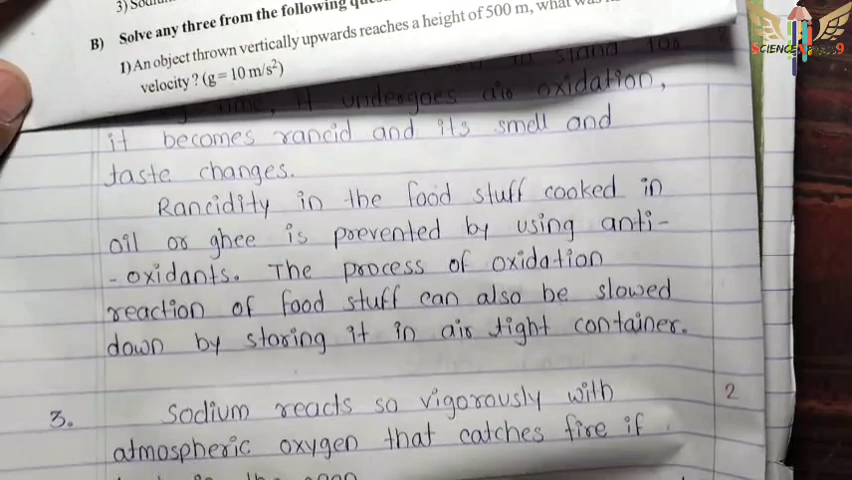 3)
B) Solve any three from the following
1) An object thrown vertically upwards reaches a height of 500 m, what was
velocity ? (g = 10 m/s²)
it undergoes air oxidation,
it becomes rancid and its smell and
taste changes.
Rancidity in the food stuff cooked in
oil or ghee is prevented by using anti-
- oxidants. The process of oxidation
reaction of food stuff can also be slowed
down by storing it in air tight container.
3. Sodium reacts so vigorously with 2
atmospheric oxygen that catches fire if